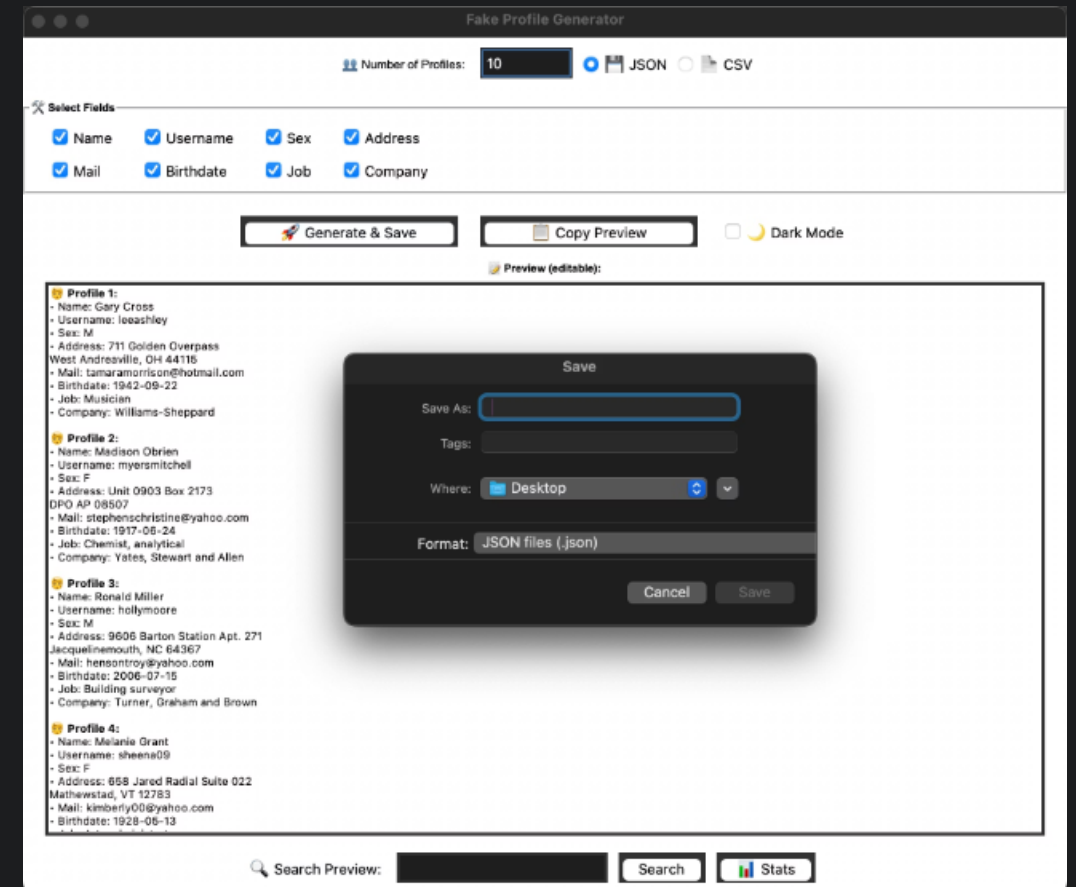 Fake Profile Generator
Number of Profiles: 10 JSON CSV
Select Fields
Name Username Sex Address
Mail Birthdate Job Company
Generate & Save Copy Preview Dark Mode
Preview (editable):
Profile 1:
- Name: Gary Cross
- Username: leeashley
- Sex: M
- Address: 711 Golden Overpass
West Andreaville, OH 44115
- Mail: tamaramorrison@hotmail.com
- Birthdate: 1942-09-22
- Job: Musician
- Company: Williams-Sheppard
Profile 2:
- Name: Madison Obrien
- Username: myersmitchell
- Sex: F
- Address: Unit 0903 Box 2173
DPO AP 08507
- Mail: stephenschristine@yahoo.com
- Birthdate: 1917-06-24
- Job: Chemist, analytical
- Company: Yates, Stewart and Allen
Profile 3:
- Name: Ronald Miller
- Username: hollymoore
- Sex: M
- Address: 9606 Barton Station Apt. 271
Jacquelinemouth, NC 64367
- Mail: hensontroy@yahoo.com
- Birthdate: 2006-07-15
- Job: Building surveyor
- Company: Turner, Graham and Brown
Profile 4:
- Name: Melanie Grant
- Username: sheena09
- Sex: F
- Address: 658 Jared Radial Suite 022
Mathewstad, VT 12783
- Mail: kimberly00@yahoo.com
- Birthdate: 1928-05-13
Save
Save As:
Tags:
Where: Desktop
Format: JSON files (.json)
Cancel Save
Search Preview: Search Stats